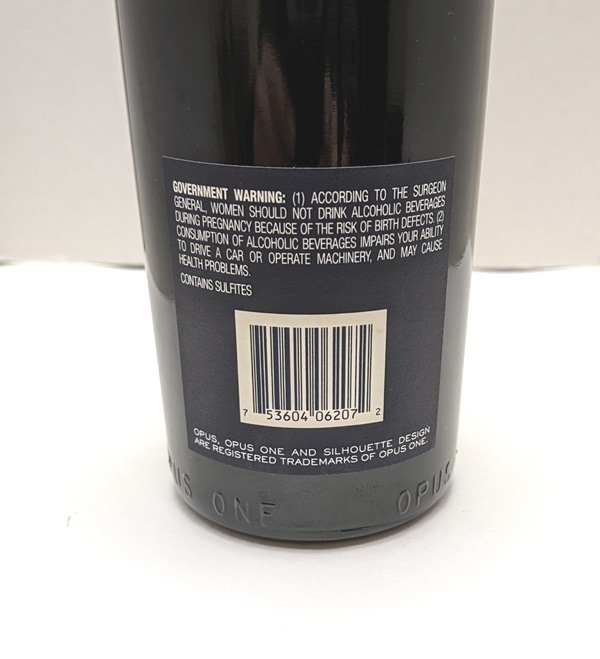 GOVERNMENT WARNING: (1) ACCORDING TO THE SURGEON
GENERAL, WOMEN SHOULD NOT DRINK ALCOHOLIC BEVERAGES
DURING PREGNANCY BECAUSE OF THE RISK OF BIRTH DEFECTS. (2)
CONSUMPTION OF ALCOHOLIC BEVERAGES IMPAIRS YOUR ABILITY
TO DRIVE A CAR OR OPERATE MACHINERY, AND MAY CAUSE
HEALTH PROBLEMS.
CONTAINS SULFITES
7 53604 06207 2
OPUS, OPUS ONE AND SILHOUETTE DESIGN
ARE REGISTERED TRADEMARKS OF OPUS ONE.
US ONE OPUS